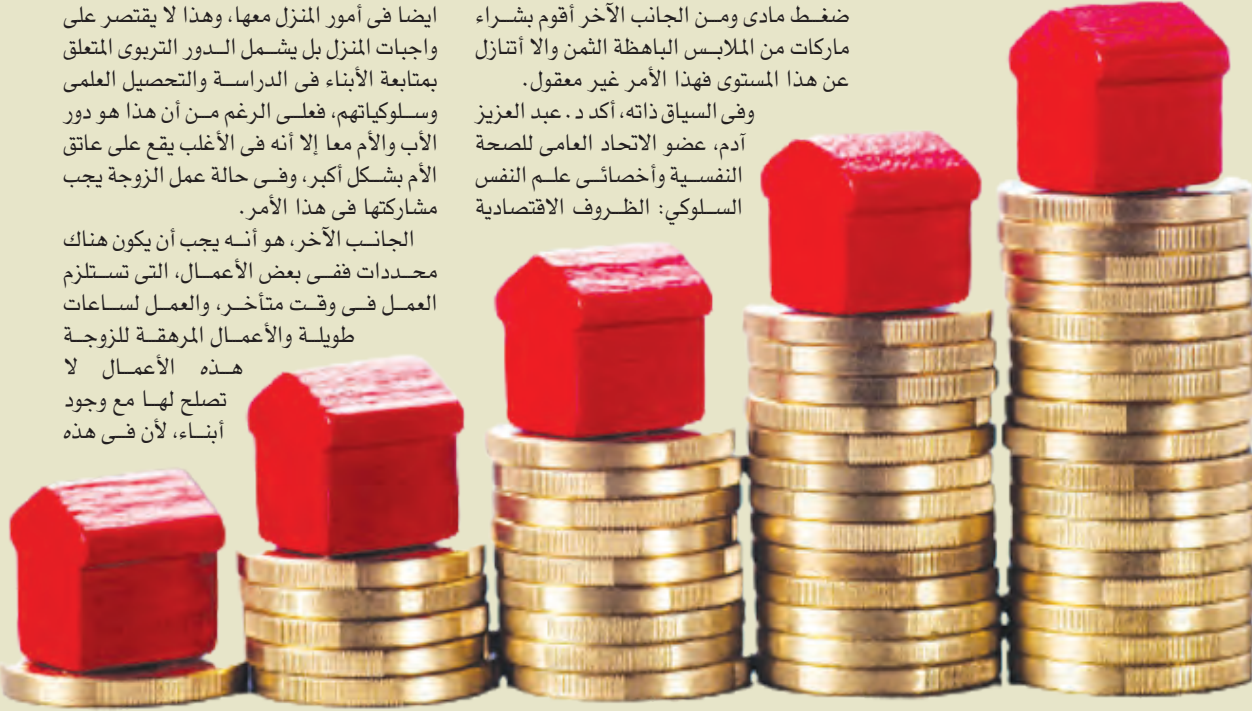 ضغط مادى ومن الجانب الآخر أقوم بشراء
ماركات من الملابس الباهظة الثمن والا أتنازل
عن هذا المستوى فهذا الأمر غير معقول.
وفى السياق ذاته، أكد د. عبد العزيز
آدم، عضو الاتحاد العامى للصحة
النفسية وأخصائى علم النفس
السلوكي: الظروف الاقتصادية
ايضا فى أمور المنزل معها، وهذا لا يقتصر على
واجبات المنزل بل يشمل الدور التربوى المتعلق
بمتابعة الأبناء فى الدراسة والتحصيل العلمى
وسلوكياتهم، فعلى الرغم من أن هذا هو دور
الأب والأم معا إلا أنه فى الأغلب يقع على عاتق
الأم بشكل أكبر، وفى حالة عمل الزوجة يجب
مشاركتها فى هذا الأمر.
الجانب الآخر، هو أنه يجب أن يكون هناك
محددات ففى بعض الأعمال، التى تستلزم
العمل فى وقت متأخر، والعمل لساعات
طويلة والأعمال المرهقة للزوجة
هذه الأعمال لا
تصلح لها مع وجود
أبناء، لأن فى هذه